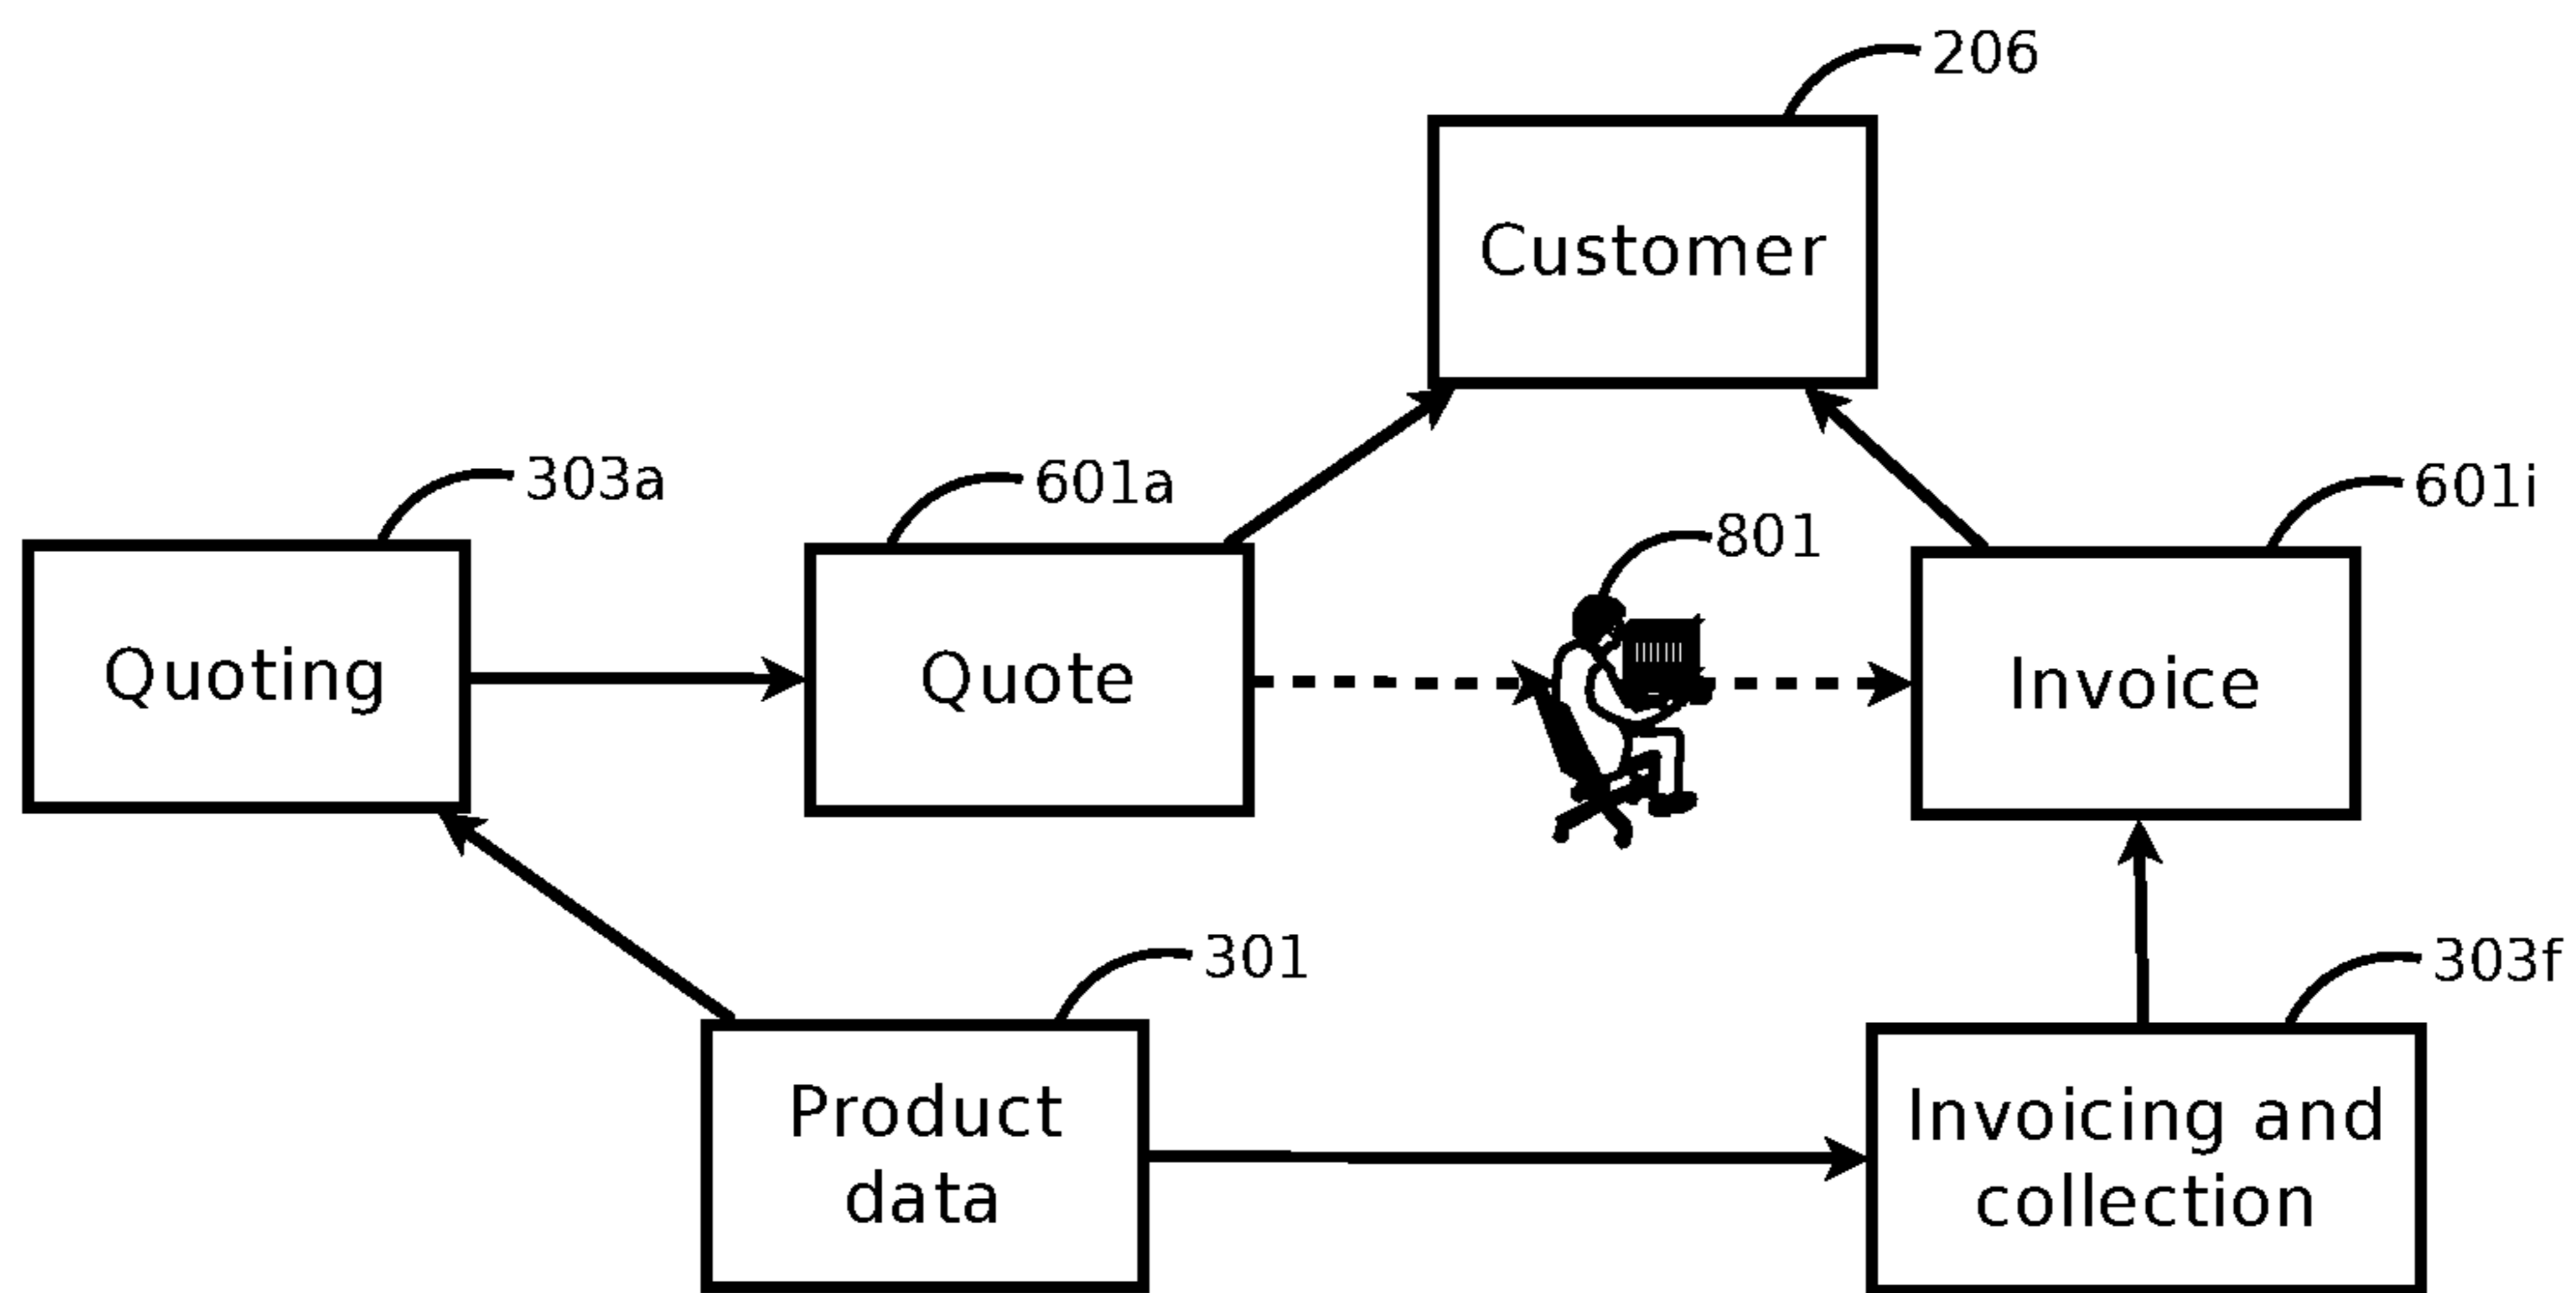 206
Customer
303a
601a
801
601i
Quoting
Quote
Invoice
301
303f
Product
data
Invoicing and
collection